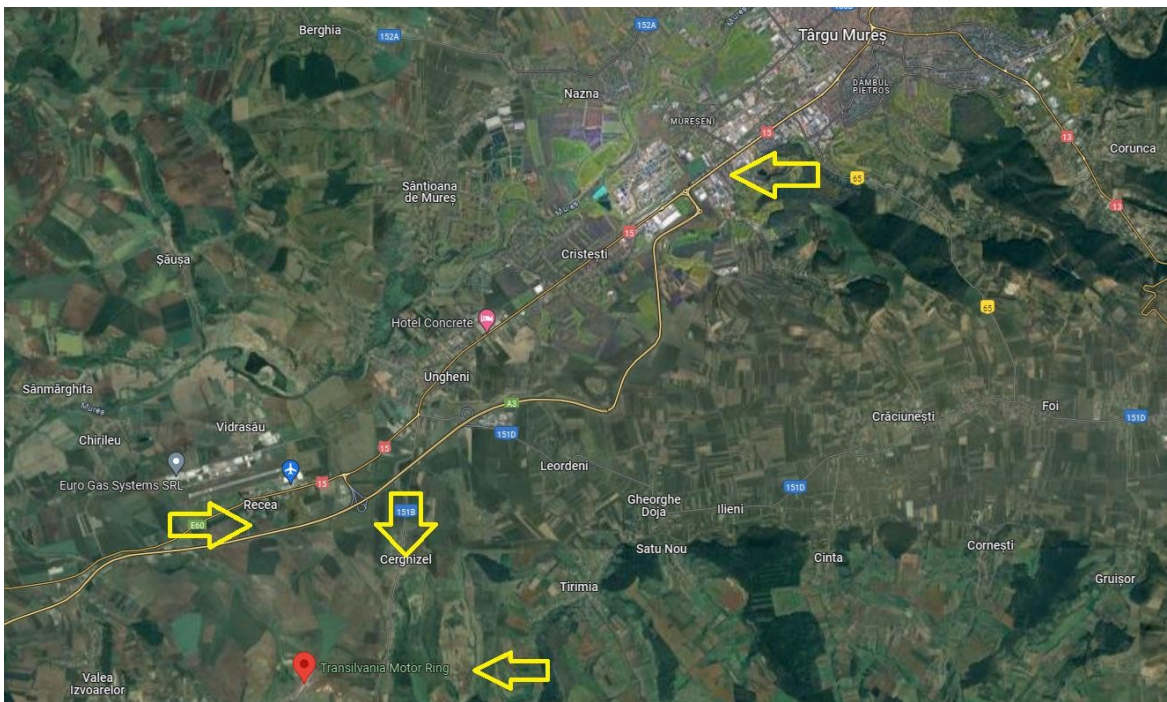 Berghia
152A
152A
Mureș
Târgu Mureș
DÂMBUL
PIETROS
Nazna
MUREȘENI
15
13
Corunca
65
Sântioana
de Mureș
Mureș
13
15
Cristești
Șăușa
65
Hotel Concrete
Ungheni
Sânmărghita
Mureș
A3
Foi
Crăciunești
151D
Vidrasău
Chirileu
151D
15
Leordeni
Euro Gas Systems SRL
15
151D
Recea
Gheorghe
Doja
Ilieni
151B
E60
Cerghizel
Satu Nou
Cinta
Cornești
Tirimia
Gruișor
Transilvania Motor Ring
Valea
Izvoarelor